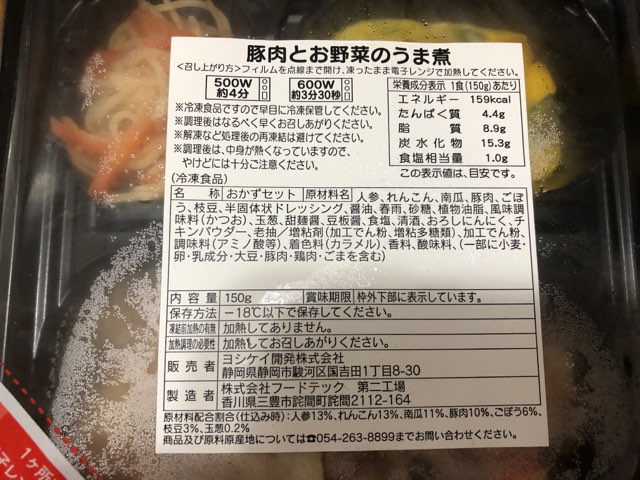 豚肉とお野菜のうま煮
<召し上がり方>フィルムを点線まで開け、凍ったまま電子レンジで加熱してください。
500W
約4分
600W
約3分30秒
※冷凍食品ですので早目に冷凍保管してください。
※調理後はなるべく早くお召しあがりください。
※解凍など処理後の再凍結は避けてください。
※調理後は、中身が熱くなっていますので、
やけどには十分ご注意ください。
栄養成分表示 1食(150g)あたり
エネルギー 159kcal
たんぱく質 4.4g
脂質 8.9g
炭水化物 15.3g
食塩相当量 1.0g
この表示値は、目安です。
(冷凍食品)
名称 おかずセット 原材料名 人参、れんこん、南瓜、豚肉、ごぼ
う、枝豆、半固体状ドレッシング、醤油、春雨、砂糖、植物油脂、風味調
味料(かつお)、玉葱、甜麺醤、豆板醤、食塩、清酒、おろしにんにく、チ
キンパウダー、老抽/増粘剤(加工でん粉、増粘多糖類)、加工でん粉、
調味料(アミノ酸等)、着色料(カラメル)、香料、酸味料、(一部に小麦・
卵・乳成分・大豆・豚肉・鶏肉・ごまを含む)
内容量 150g 賞味期限 枠外下部に表示しています。
保存方法 −18℃以下で保存してください。
凍結前加熱の有無 加熱してありません。
加熱調理の必要性 加熱してお召しあがりください。
販売者 ヨシケイ開発株式会社
静岡県静岡市駿河区国吉田1丁目8-30
製造者 株式会社フードテック 第二工場
香川県三豊市詫間町詫間2112-164
原材料配合割合(仕込み時):人参13%、れんこん13%、南瓜11%、豚肉10%、ごぼう6%、
枝豆3%、玉葱0.2%
商品及び原料原産地については☎054-263-8899までお問い合わせください。
1ヶ所
子レ